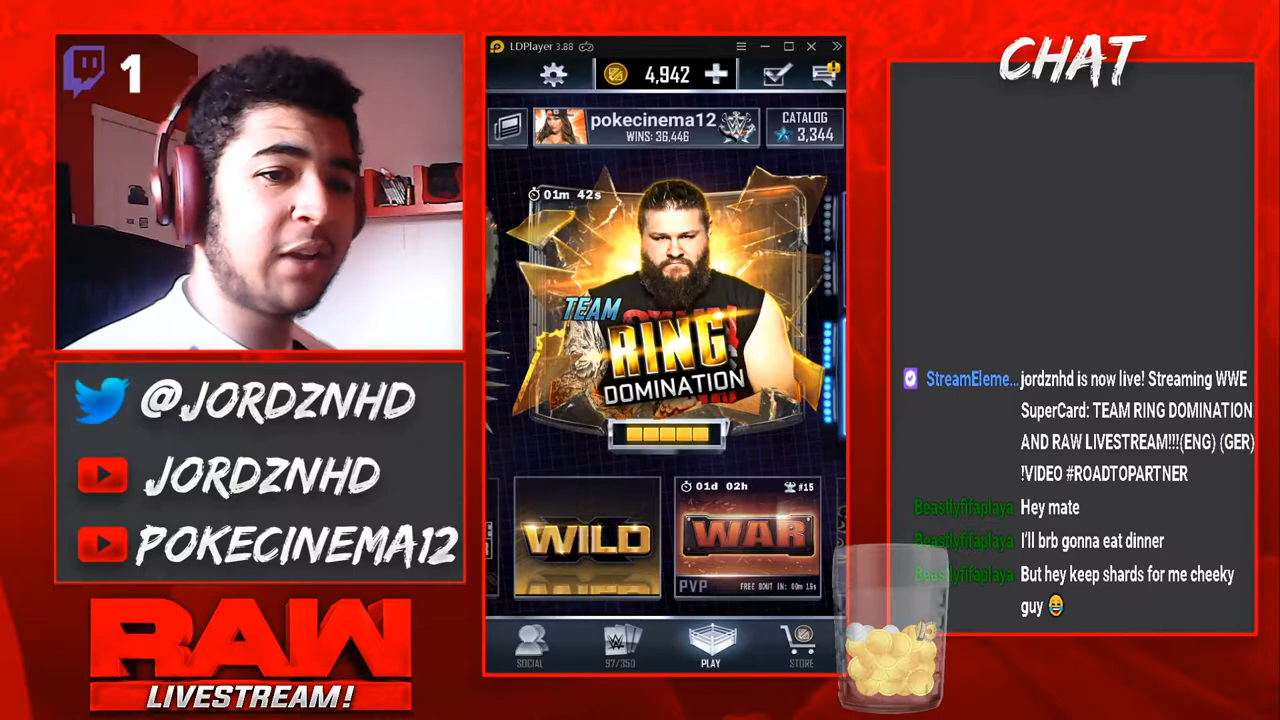 1
@JORDZNHD
JORDZNHD
POKECINEMA12
RAW
LIVESTREAM!
LDPlayer 3.88
4,942
pokecinema12
WINS: 36,446
CATALOG
3,344
01m 42s
TEAM
RING
DOMINATION
WILD
01d 02h
#15
WAR
PVP
FREE BOUT IN: 00m 16s
SOCIAL
97/350
PLAY
STORE
CHAT
StreamEleme... jordznhd is now live! Streaming WWE
SuperCard: TEAM RING DOMINATION
AND RAW LIVESTREAM!!!(ENG) (GER)
!VIDEO #ROADTOPARTNER
Beastlyfifaplaya Hey mate
Beastlyfifaplaya I'll brb gonna eat dinner
Beastlyfifaplaya But hey keep shards for me cheeky
guy